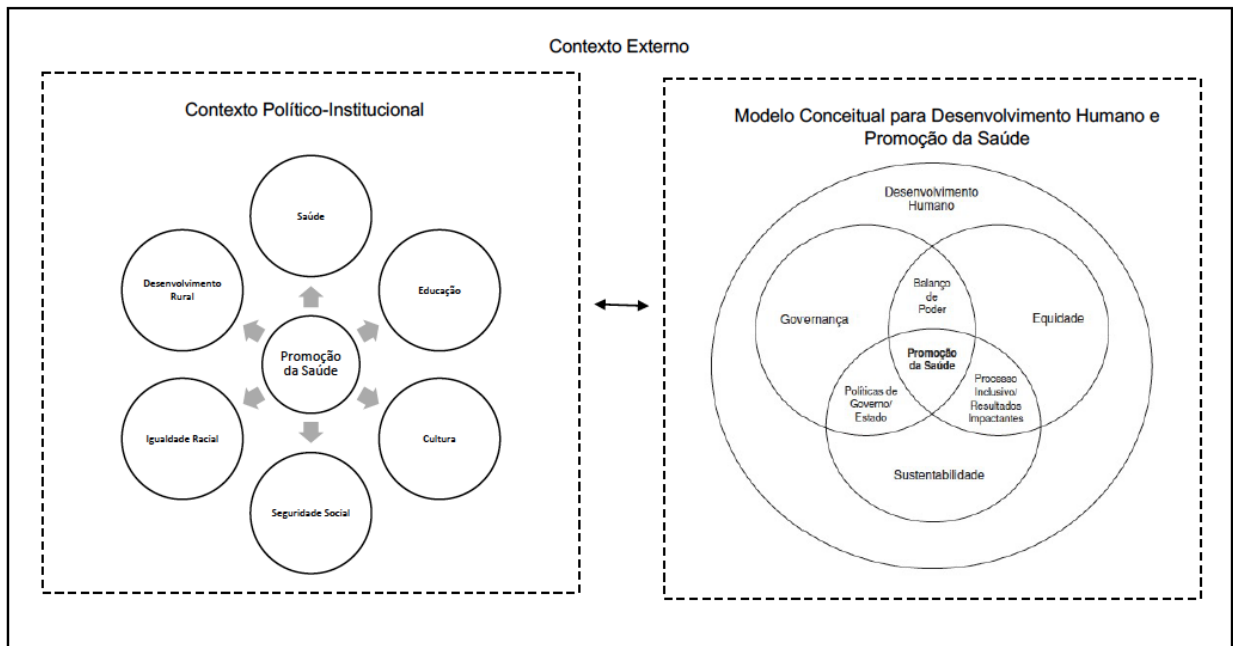 Contexto Externo
Contexto Político-Institucional
Saúde
Desenvolvimento
Rural
Educação
Promoção
da Saúde
Igualdade Racial
Cultura
Seguridade Social
Modelo Conceitual para Desenvolvimento Humano e
Promoção da Saúde
Desenvolvimento
Humano
Balanço
de
Poder
Governança
Equidade
Promoção
da Saúde
Políticas de
Governo/
Estado
Processo
Inclusivo/
Resultados
Impactantes
Sustentabilidade